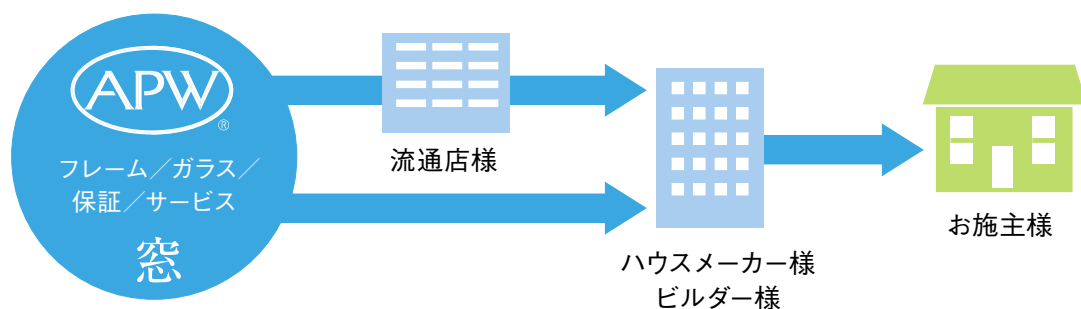 APW®
フレーム／ガラス／
保証／サービス
窓
流通店様
ハウスメーカー様
ビルダー様
お施主様